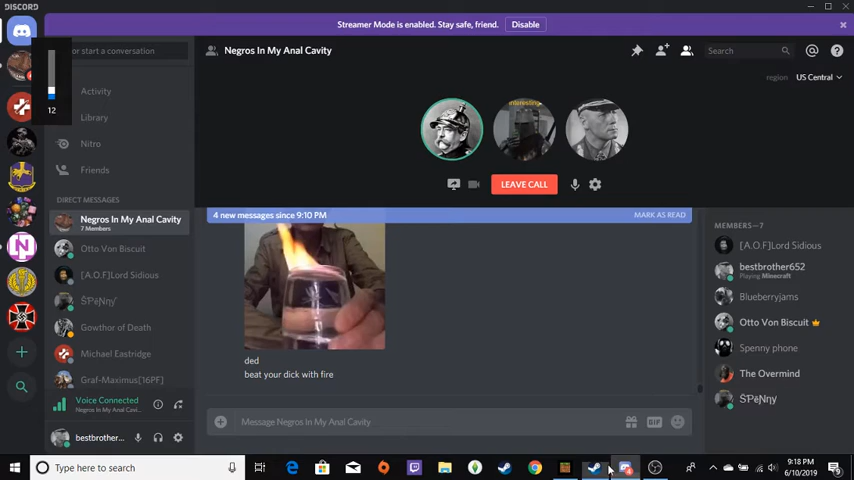 DISCORD
Streamer Mode is enabled. Stay safe, friend.
Disable
or start a conversation
Negros In My Anal Cavity
Search
region
US Central
12
Activity
Library
Nitro
Friends
interesting
LEAVE CALL
DIRECT MESSAGES
Negros In My Anal Cavity
7 Members
Otto Von Biscuit
[A.O.F]Lord Sidious
Gowthor of Death
Michael Eastridge
Graf-Maximus[16PF]
4 new messages since 9:10 PM
MARK AS READ
ded
beat your dick with fire
Message Negros In My Anal Cavity
GIF
MEMBERS—7
[A.O.F]Lord Sidious
bestbrother652
Playing Minecraft
Blueberryjams
Otto Von Biscuit
Spenny phone
The Overmind
Voice Connected
Negros In My Anal Cavi...
bestbrother...
Type here to search
9:18 PM
6/10/2019